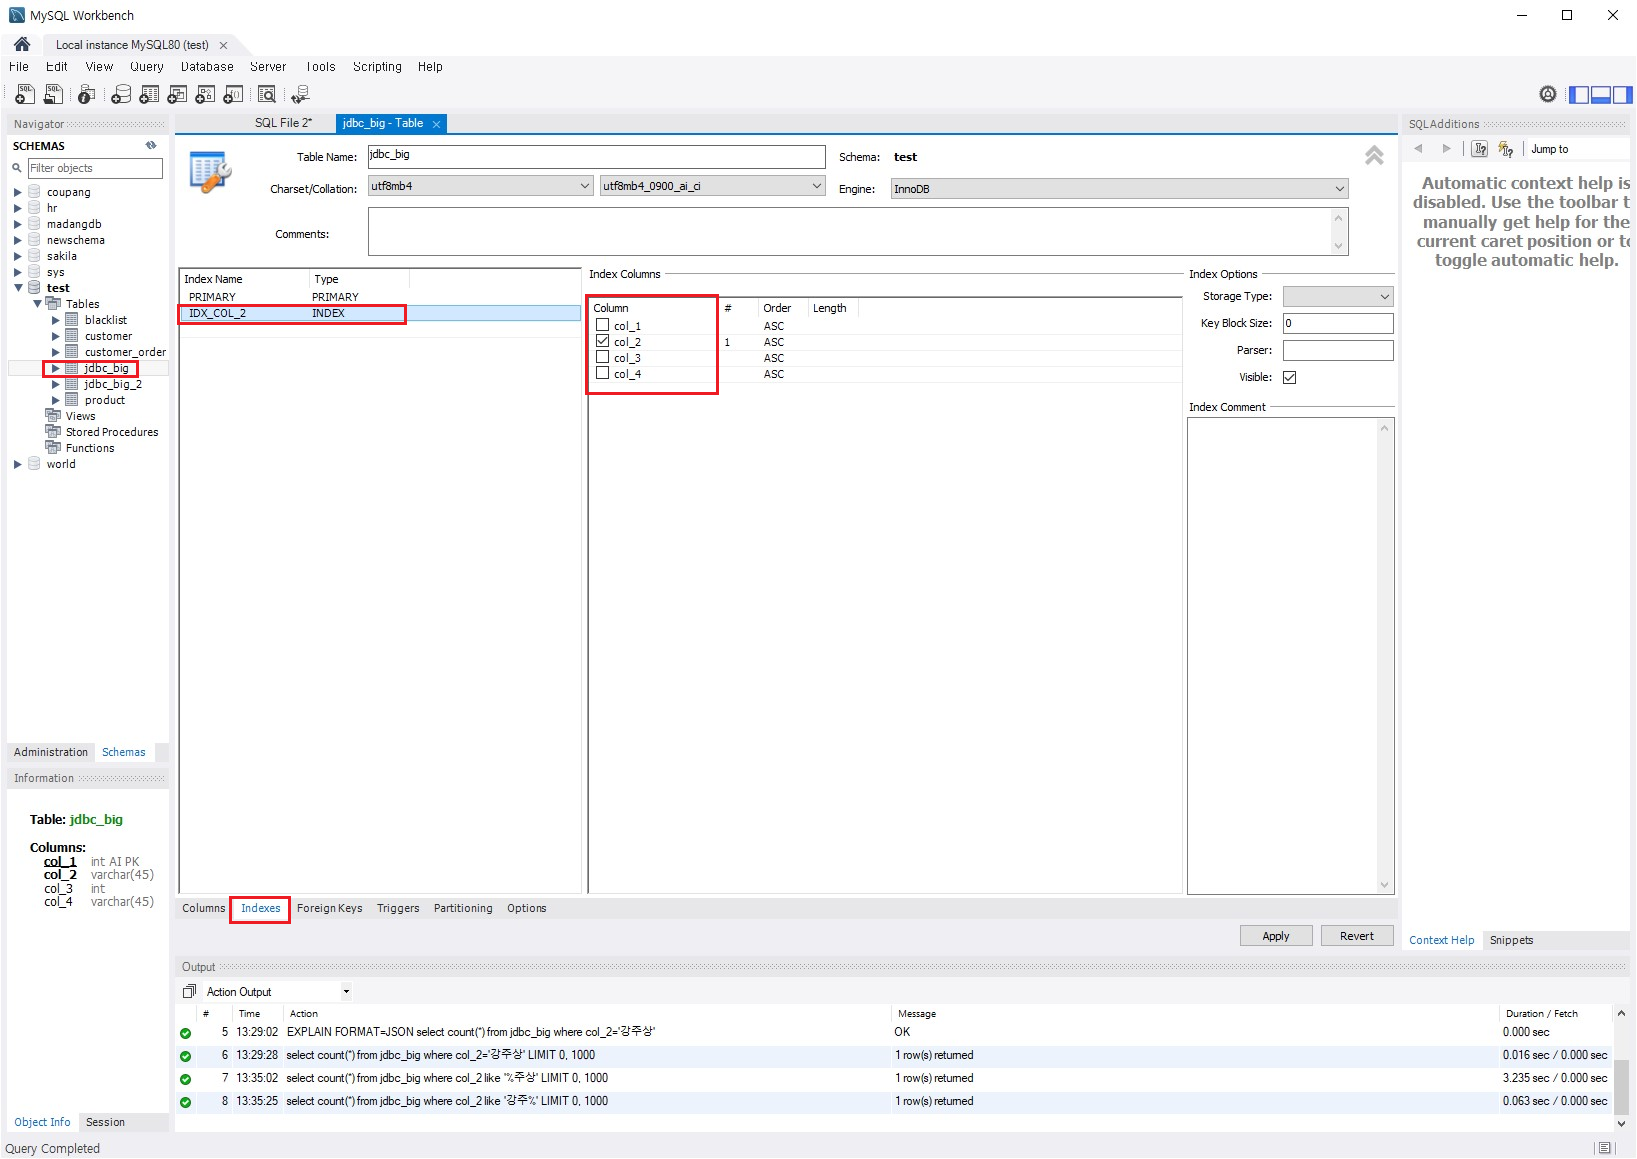 MySQL Workbench
Local instance MySQL80 (test)
File Edit View Query Database Server Tools Scripting Help
Navigator
SCHEMAS
Filter objects
coupang
hr
madangdb
newschema
sakila
sys
test
Tables
blacklist
customer
customer_order
jdbc_big
jdbc_big_2
product
Views
Stored Procedures
Functions
world
Administration Schemas
Information
Table: jdbc_big
Columns:
col_1 int AI PK
col_2 varchar(45)
col_3 int
col_4 varchar(45)
Object Info Session
Query Completed
SQL File 2* jdbc_big - Table
Table Name: jdbc_big Schema: test
Charset/Collation: utf8mb4 utf8mb4_0900_ai_ci Engine: InnoDB
Comments:
Index Name Type
PRIMARY PRIMARY
IDX_COL_2 INDEX
Index Columns
Column # Order Length
col_1 ASC
col_2 1 ASC
col_3 ASC
col_4 ASC
Index Options
Storage Type:
Key Block Size: 0
Parser:
Visible:
Index Comment
Columns Indexes Foreign Keys Triggers Partitioning Options
Apply Revert
Output
Action Output
# Time Action Message Duration / Fetch
5 13:29:02 EXPLAIN FORMAT=JSON select count(*) from jdbc_big where col_2='강주상' OK 0.000 sec
6 13:29:28 select count(*) from jdbc_big where col_2='강주상' LIMIT 0, 1000 1 row(s) returned 0.016 sec / 0.000 sec
7 13:35:02 select count(*) from jdbc_big where col_2 like '%주상' LIMIT 0, 1000 1 row(s) returned 3.235 sec / 0.000 sec
8 13:35:25 select count(*) from jdbc_big where col_2 like '강주%' LIMIT 0, 1000 1 row(s) returned 0.063 sec / 0.000 sec
SQLAdditions
Jump to
Automatic context help is
disabled. Use the toolbar t
manually get help for the
current caret position or to
toggle automatic help.
Context Help Snippets